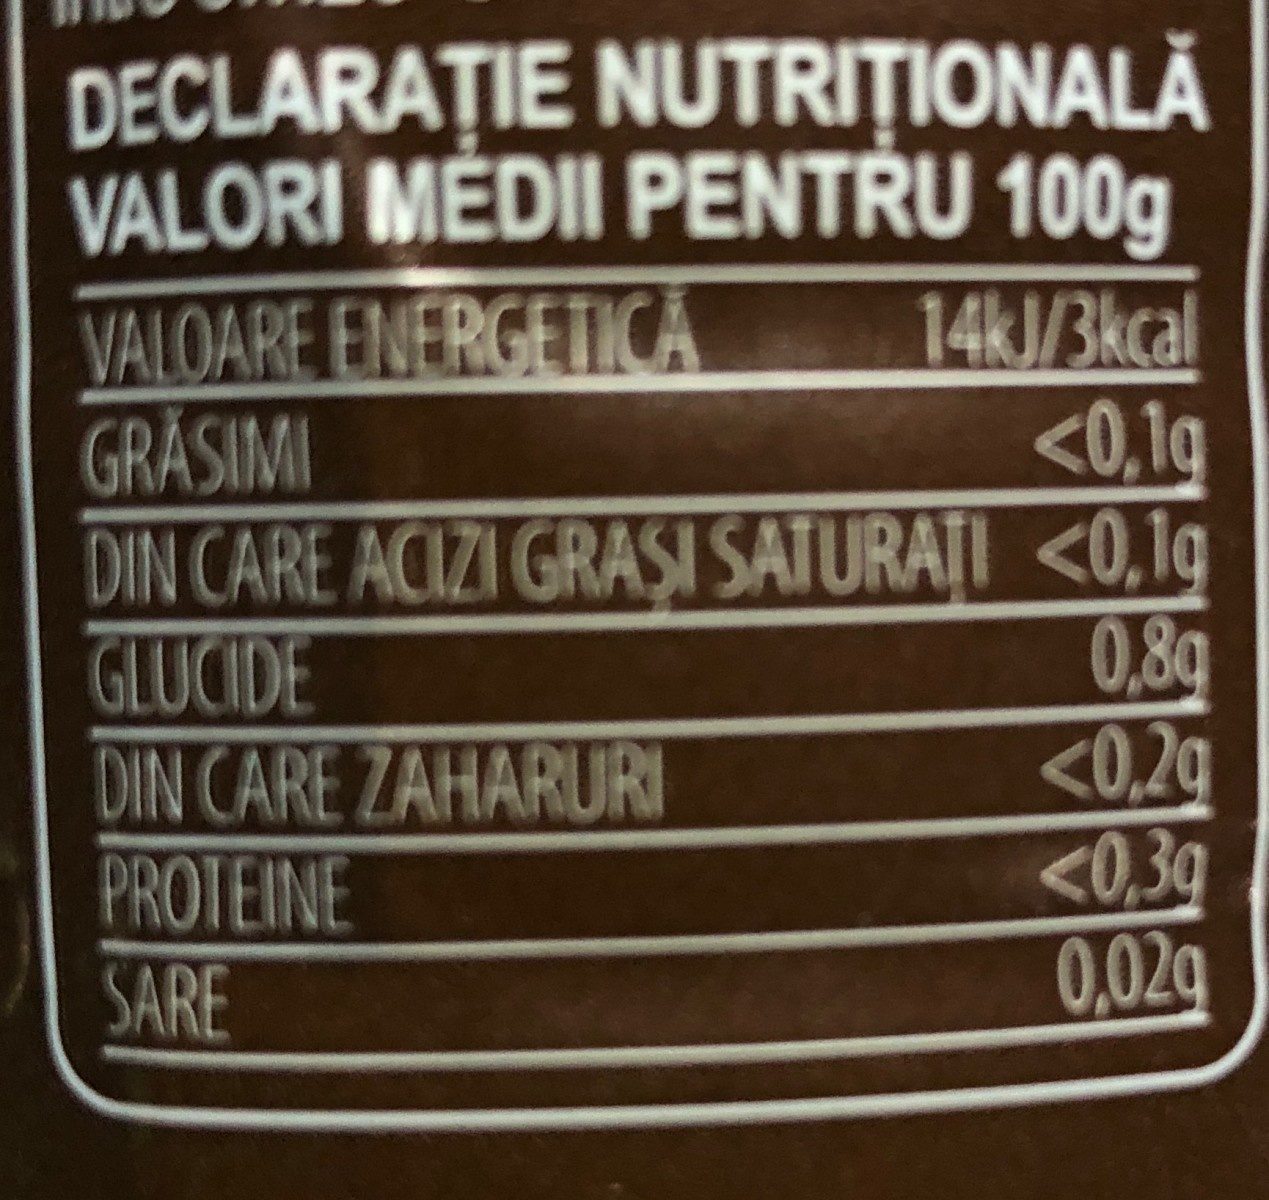 DECLARAȚIE NUTRIȚIONALĂ
VALORI MEDII PENTRU 100g
VALOARE ENERGETICĂ 14kJ/3kcal
GRĂSIMI <0,1g
DIN CARE ACIZI GRAȘI SATURAȚI <0,1g
GLUCIDE 0,8g
DIN CARE ZAHARURI <0,2g
PROTEINE <0,3g
SARE 0,02g